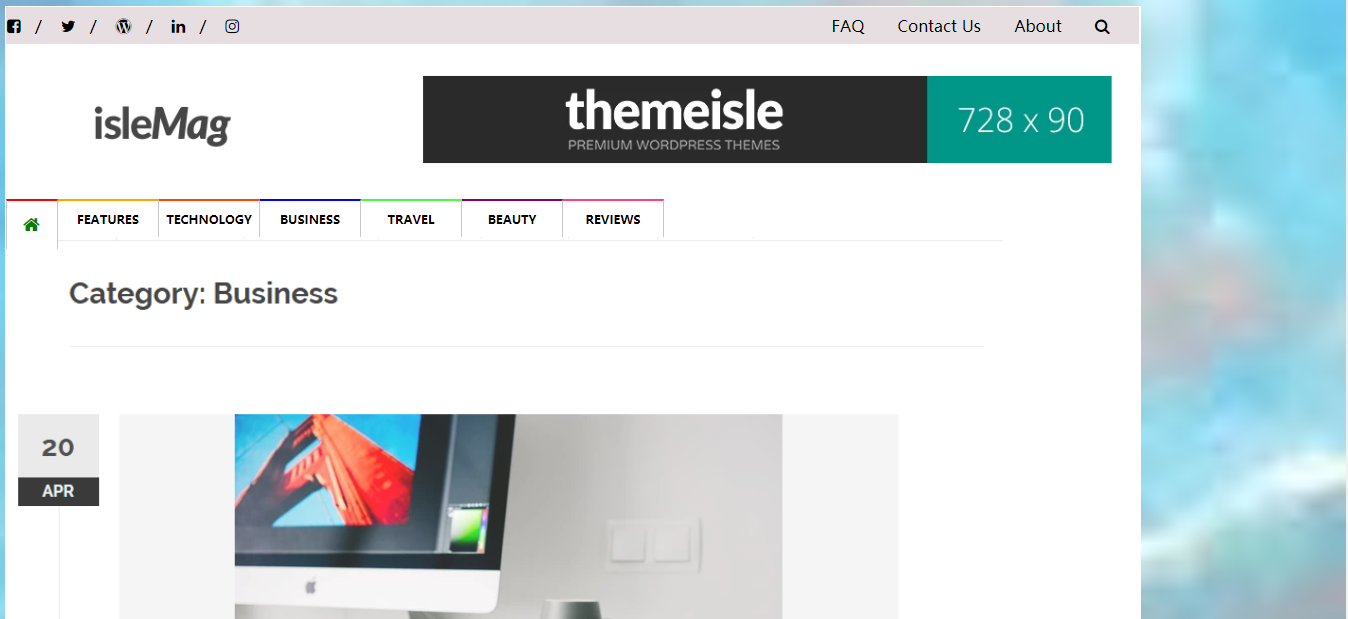 / / / /
FAQ Contact Us About
isleMag
themeisle
PREMIUM WORDPRESS THEMES
728 x 90
FEATURES TECHNOLOGY BUSINESS TRAVEL BEAUTY REVIEWS
Category: Business
20
APR